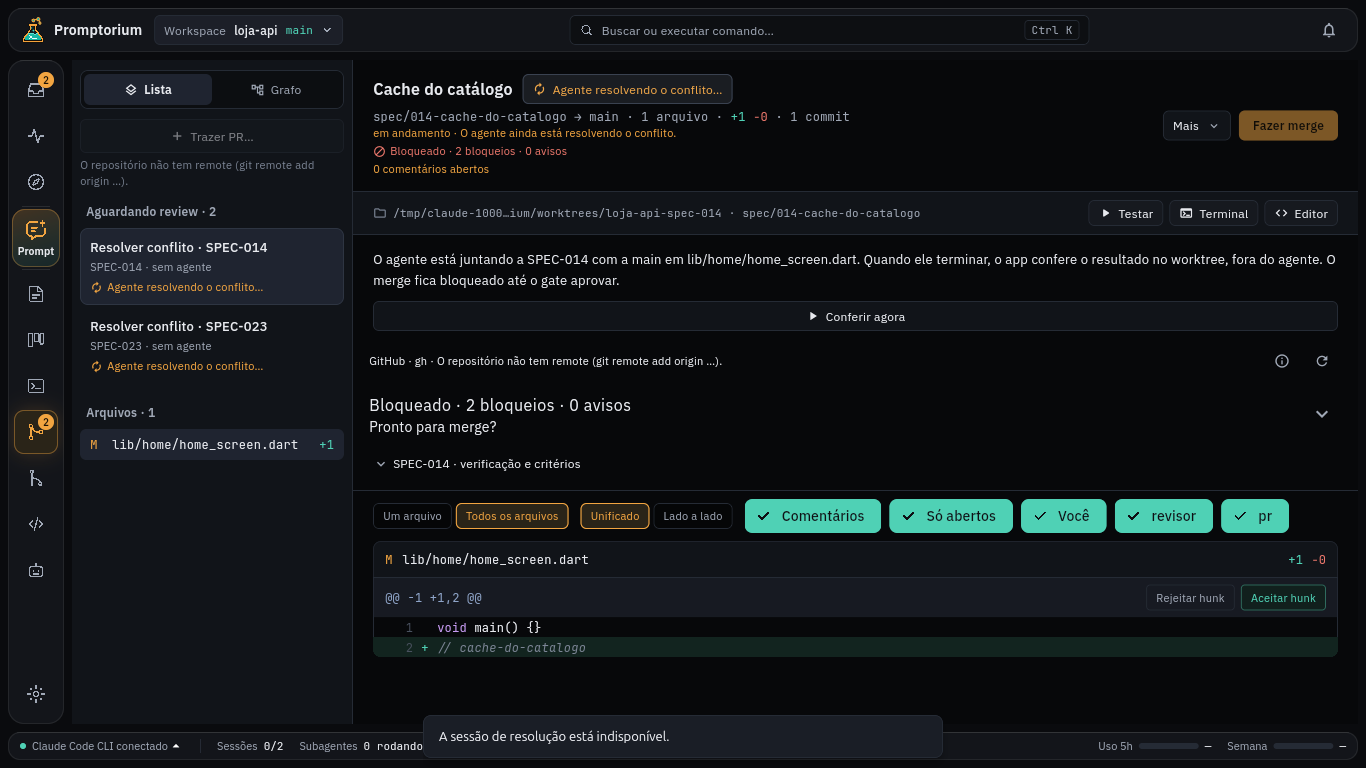 Promptorium
Workspace loja-api main
Buscar ou executar comando...
Ctrl K
2
Prompt
2
Lista
Grafo
Trazer PR...
O repositório não tem remote (git remote add
origin ...).
Aguardando review · 2
Resolver conflito · SPEC-014
SPEC-014 · sem agente
Agente resolvendo o conflito...
Resolver conflito · SPEC-023
SPEC-023 · sem agente
Agente resolvendo o conflito...
Arquivos · 1
M lib/home/home_screen.dart +1
Cache do catálogo
Agente resolvendo o conflito...
spec/014-cache-do-catalogo → main · 1 arquivo · +1 -0 · 1 commit
em andamento · O agente ainda está resolvendo o conflito.
Bloqueado · 2 bloqueios · 0 avisos
0 comentários abertos
Mais
Fazer merge
/tmp/claude-1000…ium/worktrees/loja-api-spec-014 · spec/014-cache-do-catalogo
Testar
Terminal
Editor
O agente está juntando a SPEC-014 com a main em lib/home/home_screen.dart. Quando ele terminar, o app confere o resultado no worktree, fora do agente. O
merge fica bloqueado até o gate aprovar.
Conferir agora
GitHub · gh · O repositório não tem remote (git remote add origin ...).
Bloqueado · 2 bloqueios · 0 avisos
Pronto para merge?
SPEC-014 · verificação e critérios
Um arquivo
Todos os arquivos
Unificado
Lado a lado
Comentários
Só abertos
Você
revisor
pr
M lib/home/home_screen.dart +1 -0
@@ -1 +1,2 @@
Rejeitar hunk
Aceitar hunk
1 void main() {}
2 + // cache-do-catalogo
A sessão de resolução está indisponível.
Claude Code CLI conectado
Sessões 0/2
Subagentes 0 rodando
Uso 5h —
Semana —